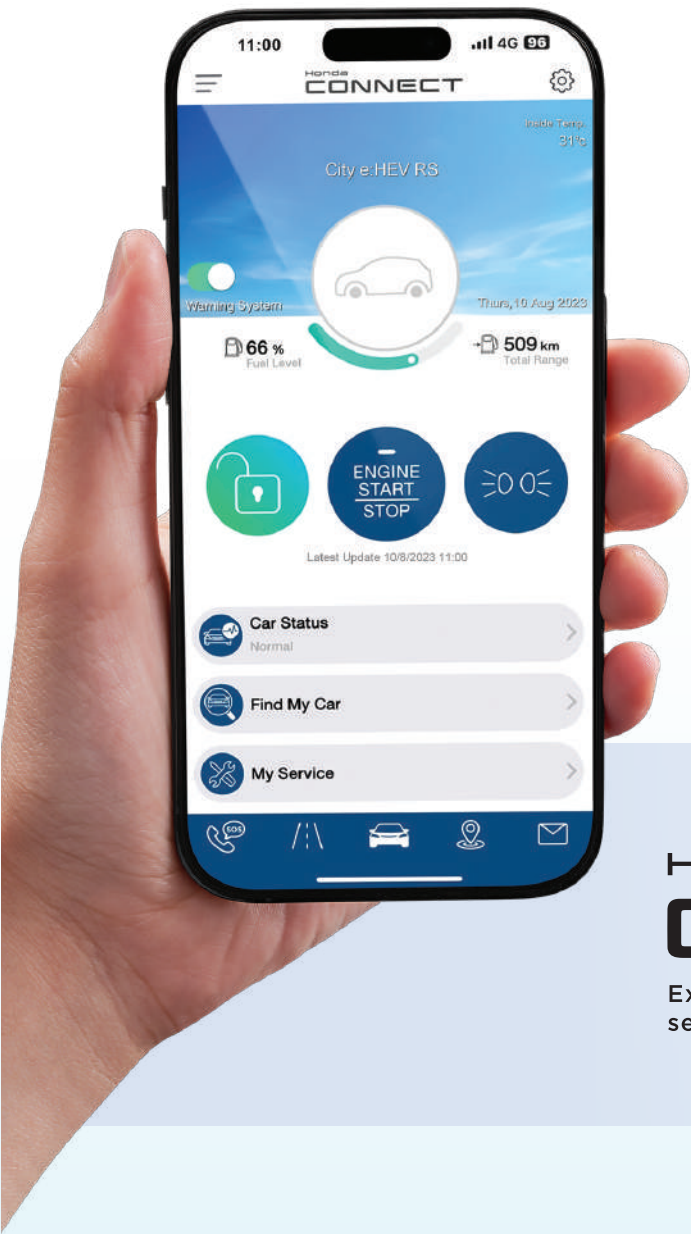 11:00
4G 96
Honda
CONNECT
Inside Temp.
31°c
City e:HEV RS
Warning System
Thurs, 10 Aug 2023
66 %
Fuel Level
509 km
Total Range
ENGINE
START
STOP
Latest Update 10/8/2023 11:00
Car Status
Normal
Find My Car
My Service
SOS